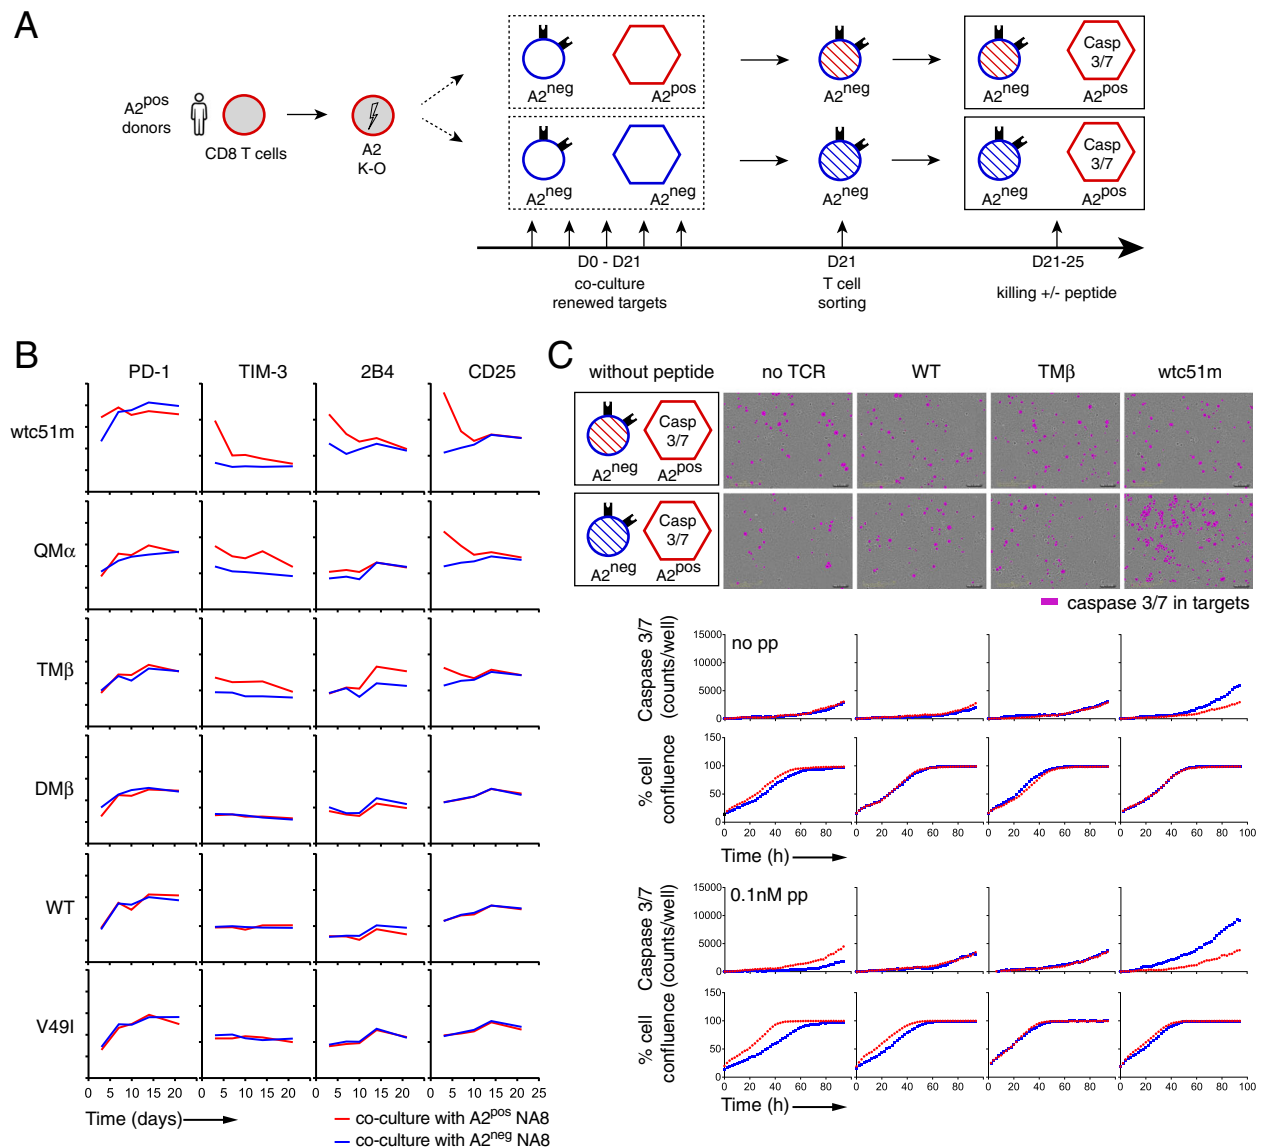 A
A2pos
donors
CD8 T cells
A2
K-O
A2neg
A2pos
A2neg
A2neg
Casp
3/7
A2pos
A2neg
A2neg
A2neg
A2neg
Casp
3/7
A2pos
D0 - D21
co-culture
renewed targets
D21
T cell
sorting
D21-25
killing +/- peptide
B
PD-1
TIM-3
2B4
CD25
wtc51m
QMα
TMβ
DMβ
WT
V49I
0 5 10 15 20
0 5 10 15 20
0 5 10 15 20
0 5 10 15 20 25
Time (days)
co-culture with A2pos NA8
co-culture with A2neg NA8
C
without peptide
no TCR
WT
TMβ
wtc51m
Casp
3/7
A2neg
A2pos
Casp
3/7
A2neg
A2pos
caspase 3/7 in targets
Caspase 3/7
(counts/well)
15000
10000
5000
0
no pp
% cell
confluence
150
100
50
0
0 20 40 60 80
0 20 40 60 80
0 20 40 60 80
0 20 40 60 80 100
Time (h)
Caspase 3/7
(counts/well)
15000
10000
5000
0
0.1nM pp
% cell
confluence
150
100
50
0
0 20 40 60 80
0 20 40 60 80
0 20 40 60 80
0 20 40 60 80 100
Time (h)